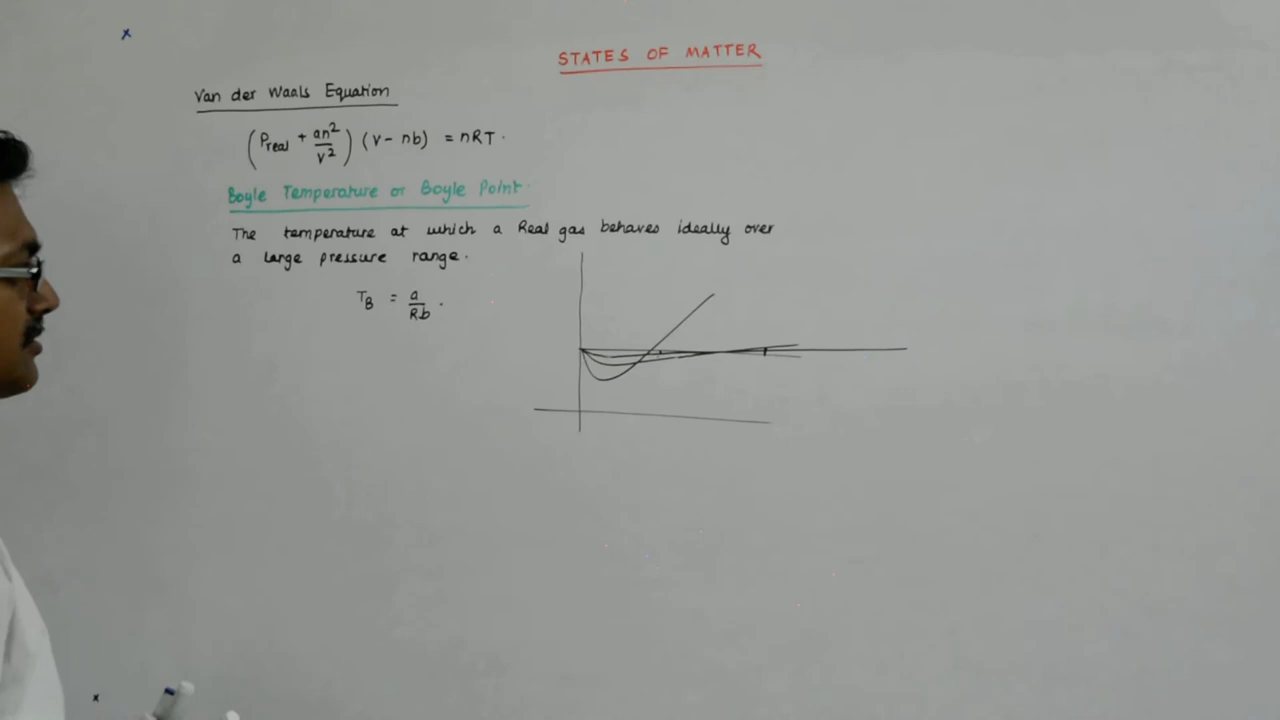 STATES OF MATTER
Van der Waals Equation
(Preal + an²/v²) (v - nb) = nRT.
Boyle Temperature or Boyle Point.
The temperature at which a Real gas behaves ideally over
a large pressure range.
TB = a/Rb.